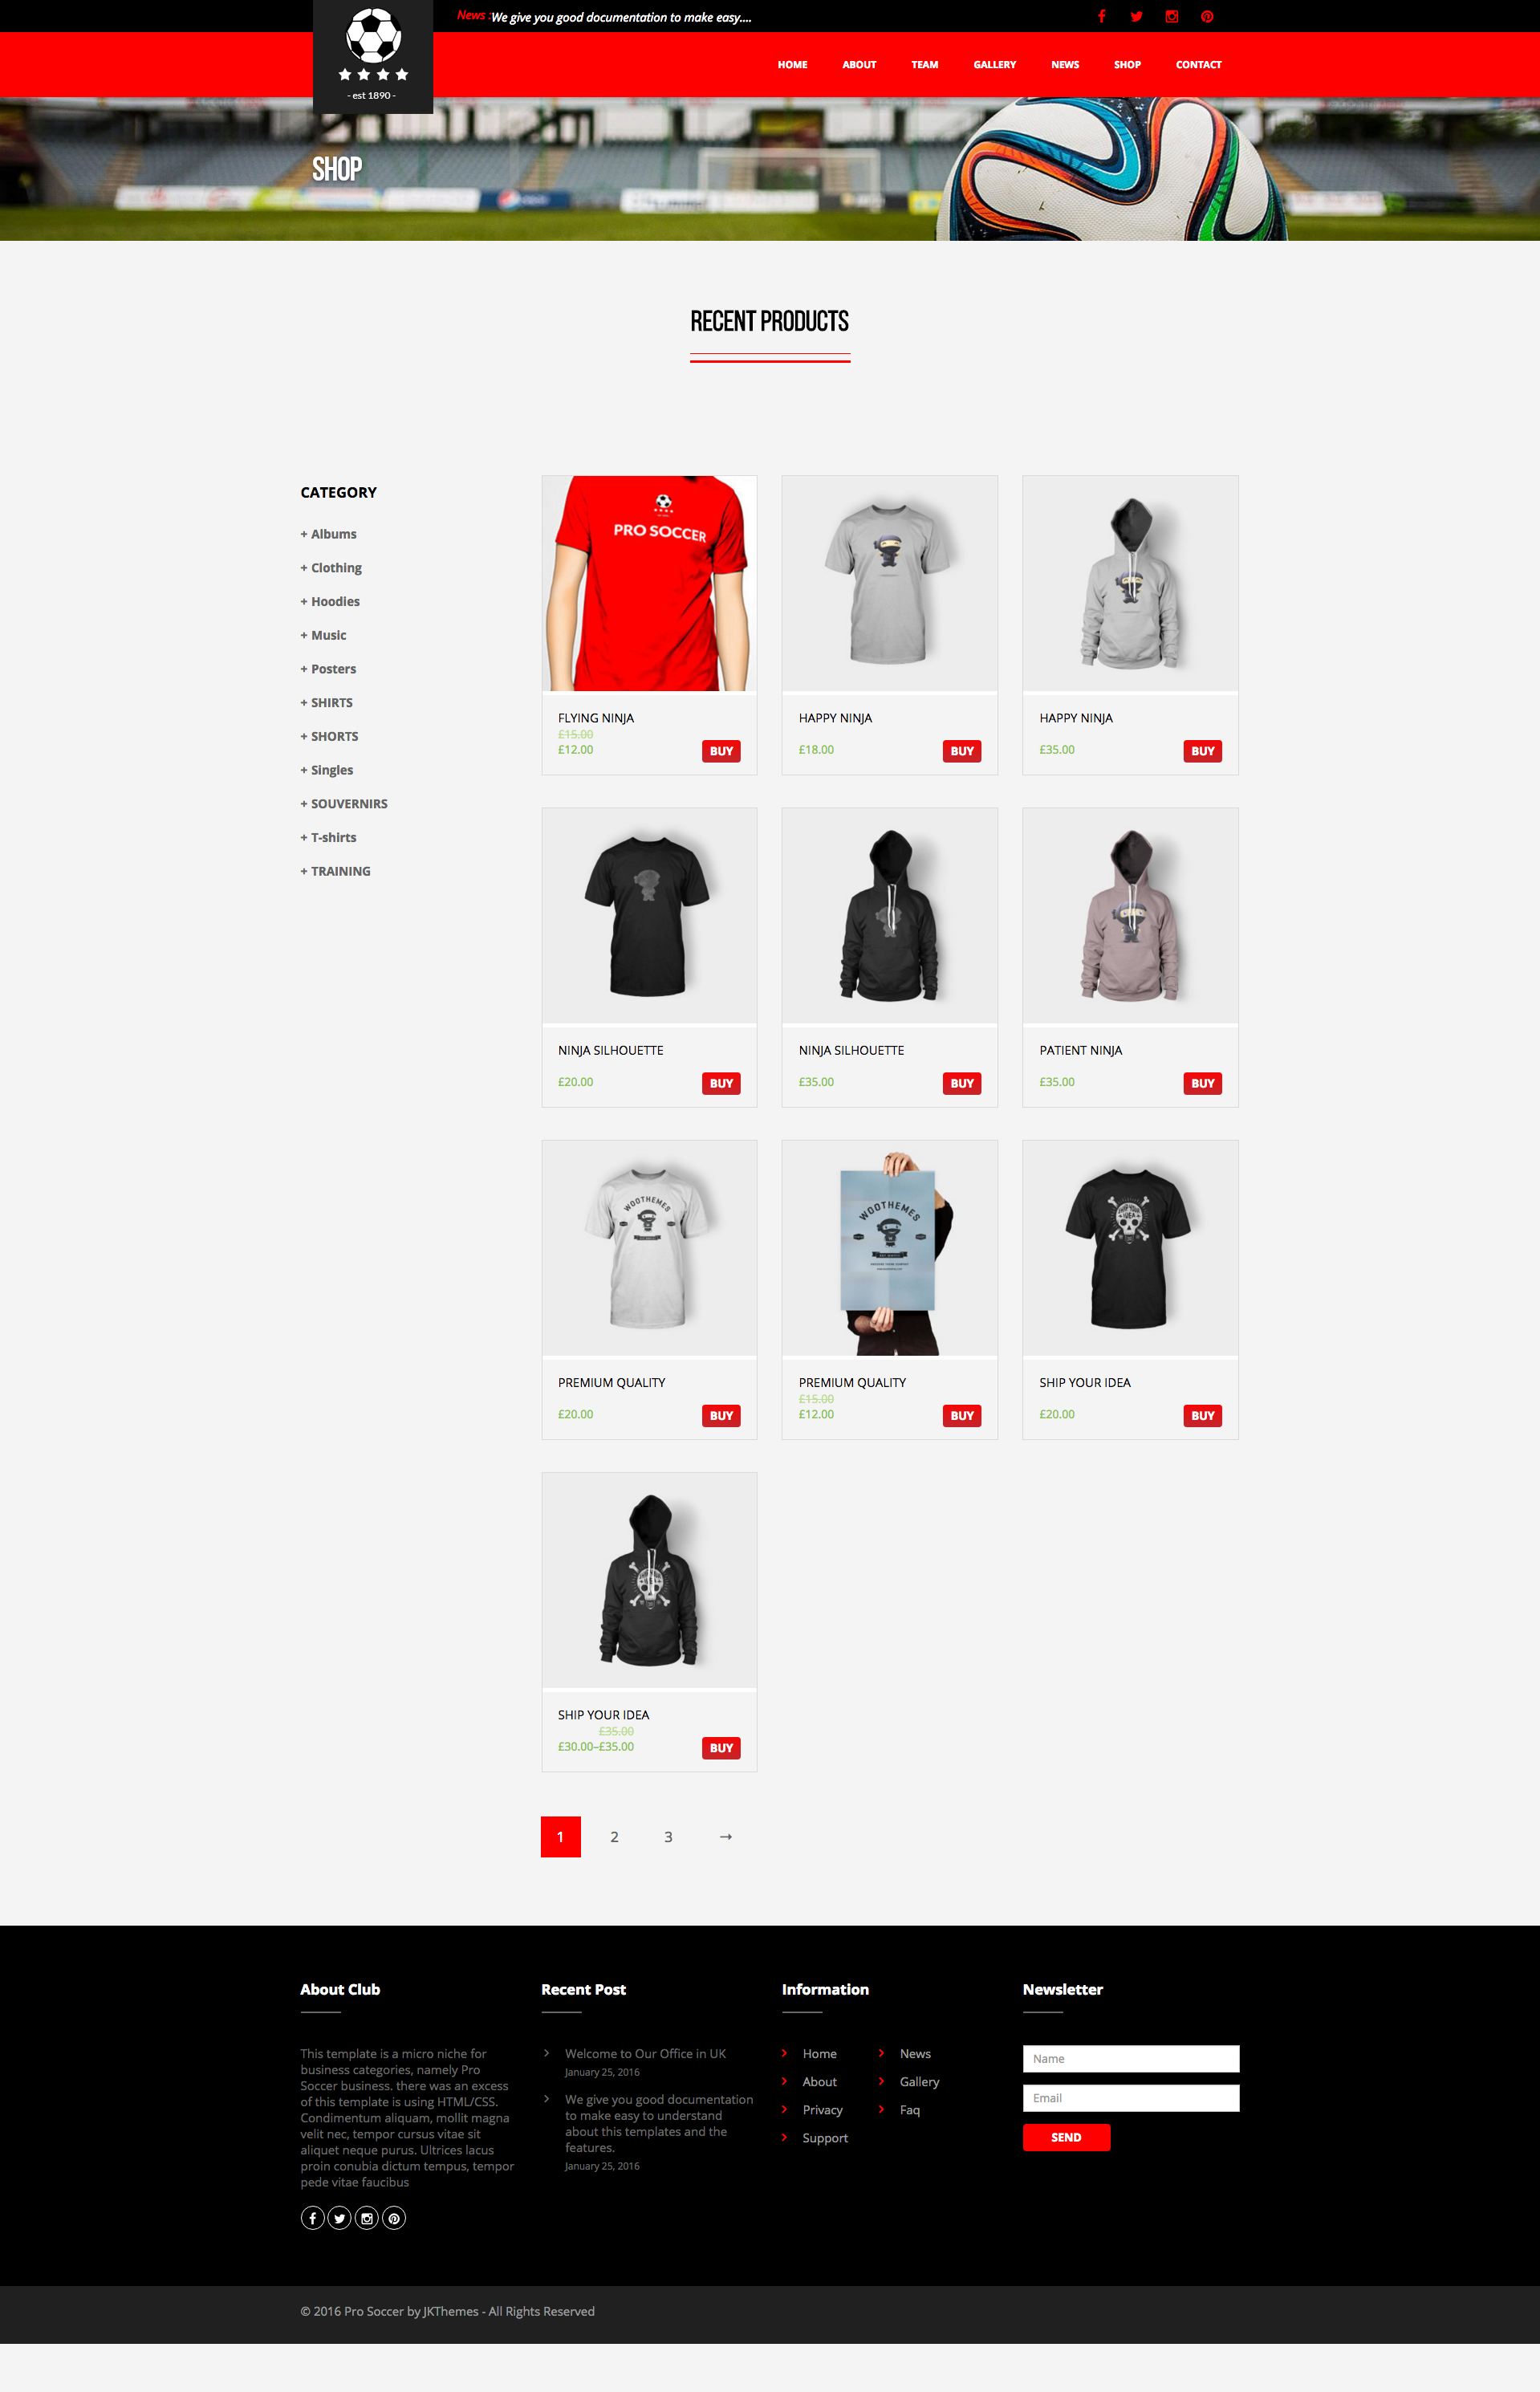 News : We give you good documentation to make easy....
- est 1890 -
HOME ABOUT TEAM GALLERY NEWS SHOP CONTACT
SHOP
RECENT PRODUCTS
CATEGORY
+ Albums
+ Clothing
+ Hoodies
+ Music
+ Posters
+ SHIRTS
+ SHORTS
+ Singles
+ SOUVERNIRS
+ T-shirts
+ TRAINING
PRO SOCCER
FLYING NINJA
£15.00
£12.00 BUY
HAPPY NINJA
£18.00 BUY
HAPPY NINJA
£35.00 BUY
NINJA SILHOUETTE
£20.00 BUY
NINJA SILHOUETTE
£35.00 BUY
PATIENT NINJA
£35.00 BUY
WOOTHEMES
PREMIUM QUALITY
£20.00 BUY
WOOTHEMES
PREMIUM QUALITY
£15.00
£12.00 BUY
SHIP YOUR IDEA
£20.00 BUY
SHIP YOUR IDEA
£35.00
£30.00–£35.00 BUY
1 2 3 →
About Club
This template is a micro niche for
business categories, namely Pro
Soccer business. there was an excess
of this template is using HTML/CSS.
Condimentum aliquam, mollit magna
velit nec, tempor cursus vitae sit
aliquet neque purus. Ultrices lacus
proin conubia dictum tempus, tempor
pede vitae faucibus
Recent Post
Welcome to Our Office in UK
January 25, 2016
We give you good documentation
to make easy to understand
about this templates and the
features.
January 25, 2016
Information
Home
About
Privacy
Support
News
Gallery
Faq
Newsletter
Name
Email
SEND
© 2016 Pro Soccer by JKThemes - All Rights Reserved